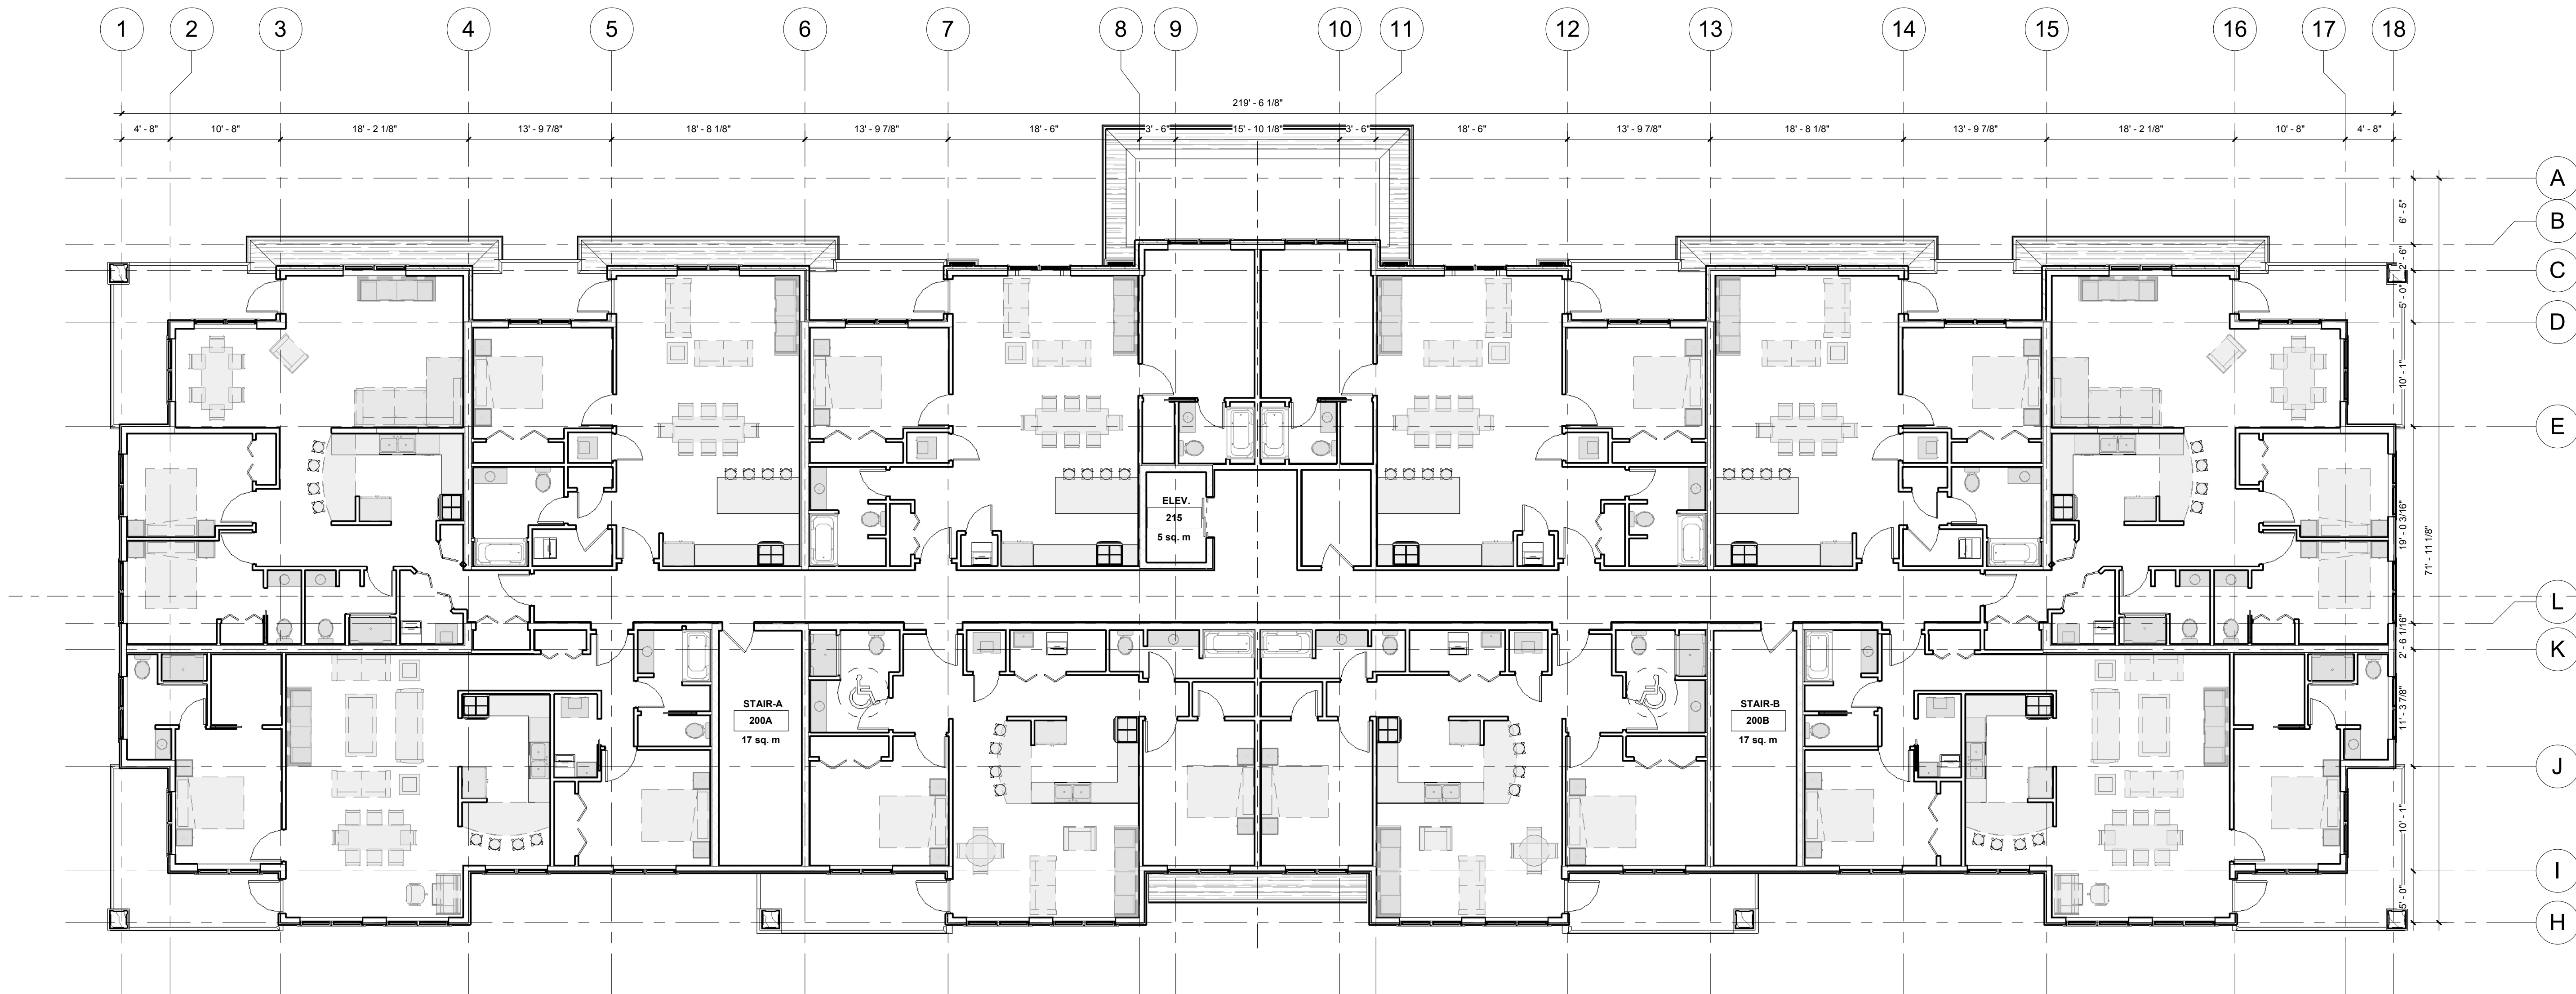 1 2 3 4 5 6 7 8 9 10 11 12 13 14 15 16 17 18
219' - 6 1/8"
4' - 8" 10' - 8" 18' - 2 1/8" 13' - 9 7/8" 18' - 8 1/8" 13' - 9 7/8" 18' - 6" 3' - 6" 15' - 10 1/8" 3' - 6" 18' - 6" 13' - 9 7/8" 18' - 8 1/8" 13' - 9 7/8" 18' - 2 1/8" 10' - 8" 4' - 8"
A
6' - 5"
B
2' - 6"
C
5' - 0"
D
10' - 1"
E
19' - 0 3/16"
71' - 11 1/8"
L
2' - 6 1/16"
K
11' - 3 7/8"
J
10' - 1"
I
5' - 0"
H
ELEV.
215
5 sq. m
STAIR-A
200A
17 sq. m
STAIR-B
200B
17 sq. m